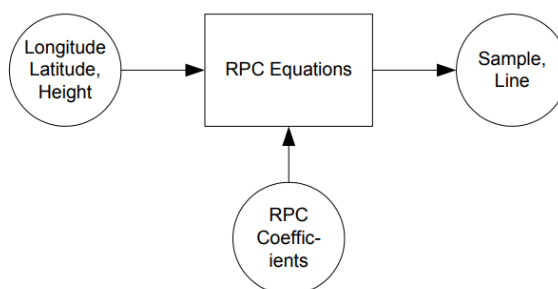 Longitude
Latitude,
Height
RPC Equations
Sample,
Line
RPC
Coeffic-
ients